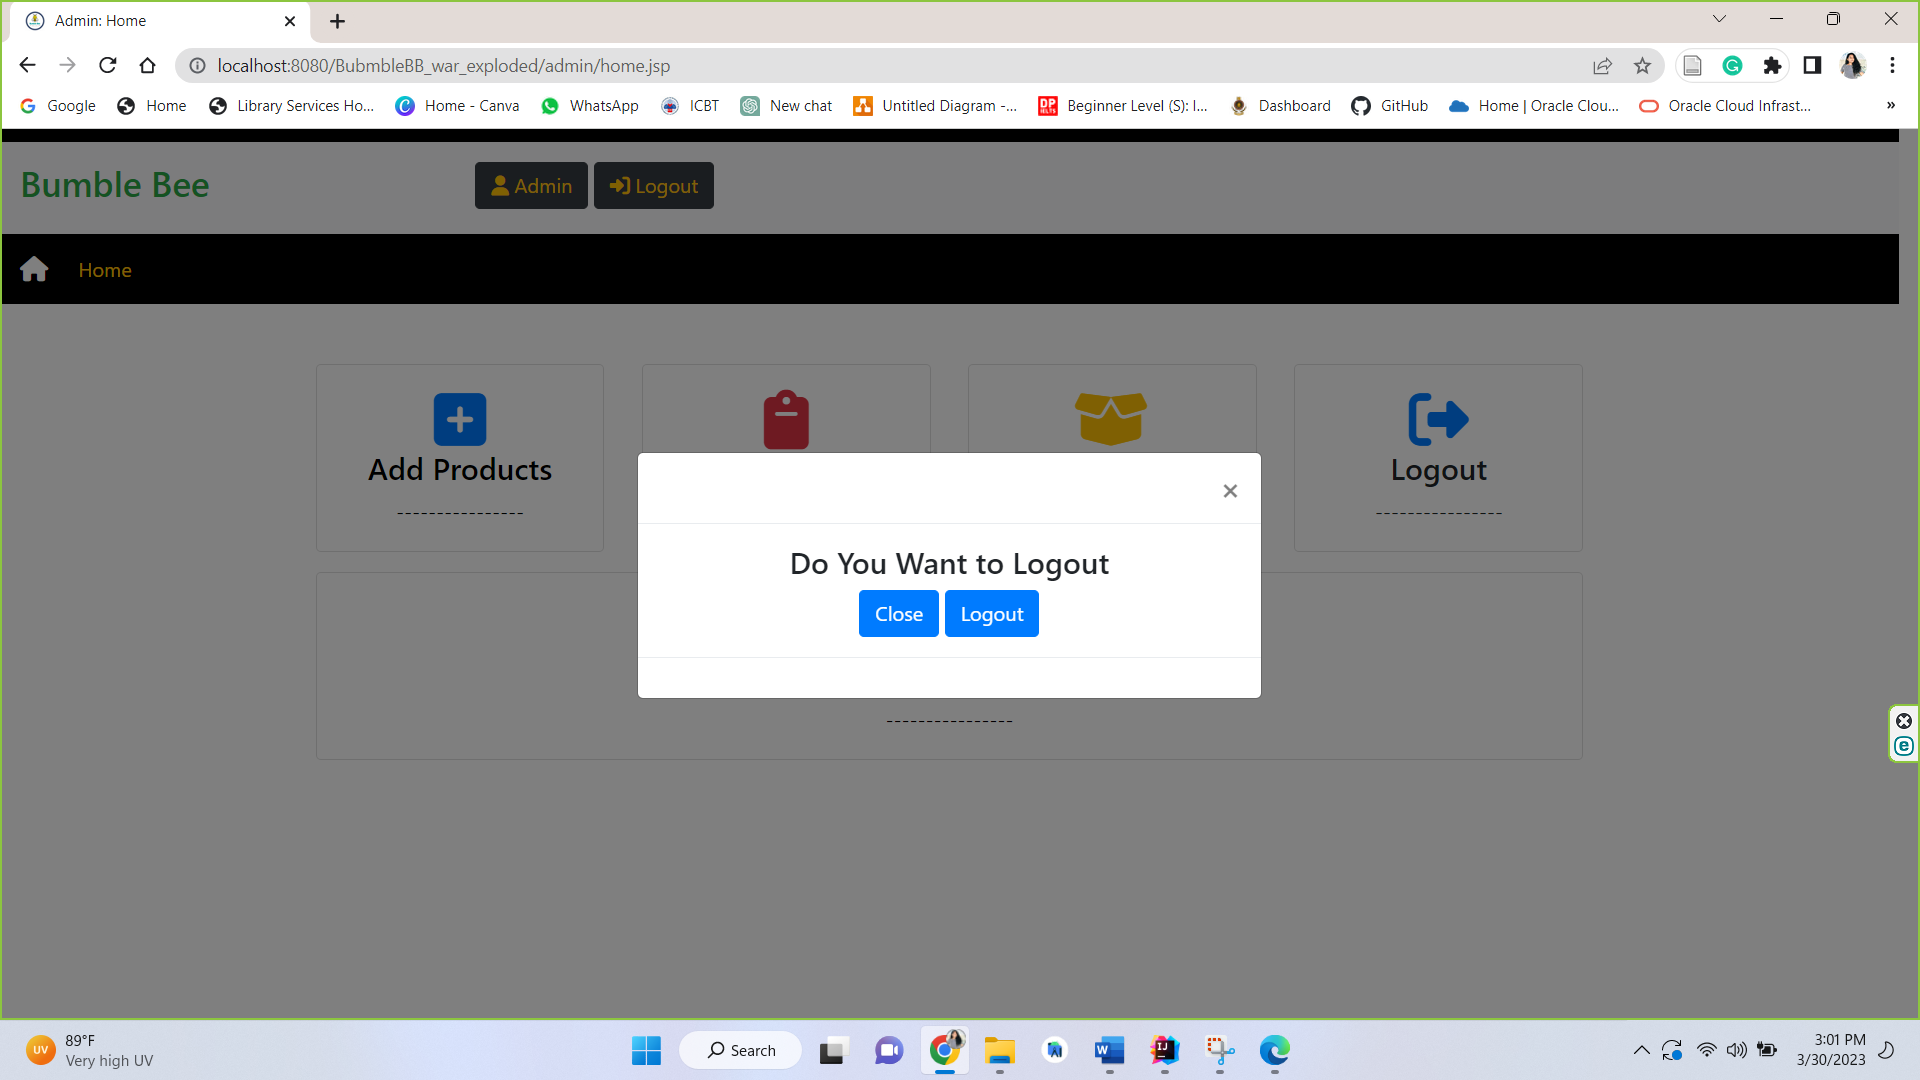 Admin: Home
localhost:8080/BubmbleBB_war_exploded/admin/home.jsp
Google Home Library Services Ho... Home - Canva WhatsApp ICBT New chat Untitled Diagram -... Beginner Level (S): I... Dashboard GitHub Home | Oracle Clou... Oracle Cloud Infrast... »
Bumble Bee
Admin Logout
Home
Add Products
----------------
Logout
----------------
×
Do You Want to Logout
Close Logout
----------------
UV
89°F
Very high UV
Search
3:01 PM
3/30/2023